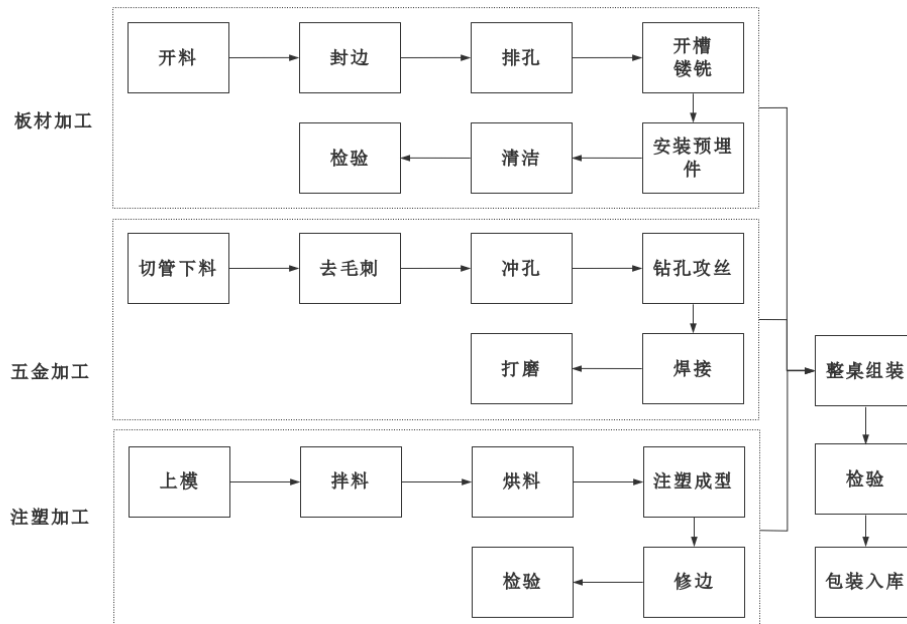 开料
封边
排孔
开槽
镂铣
板材加工
检验
清洁
安装预埋
件
切管下料
去毛刺
冲孔
钻孔攻丝
五金加工
打磨
焊接
整桌组装
上模
拌料
烘料
注塑成型
检验
注塑加工
检验
修边
包装入库